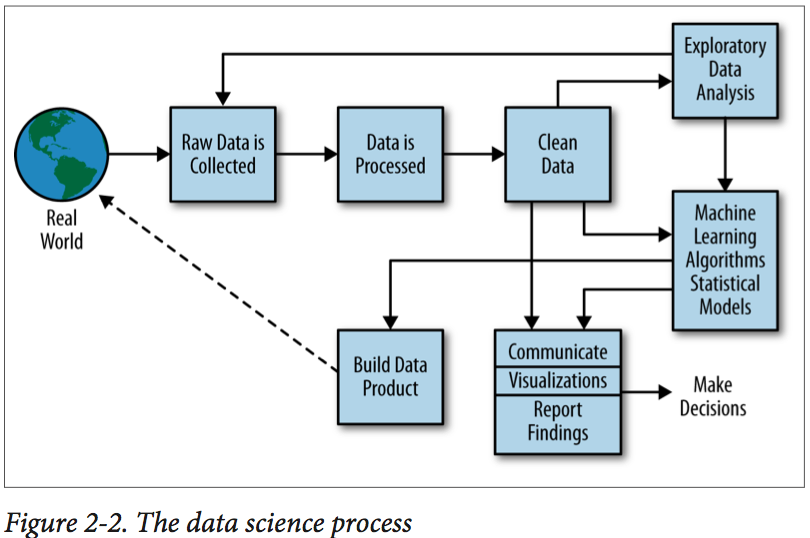 Exploratory
Data
Analysis
Raw Data is
Collected
Data is
Processed
Clean
Data
Real
World
Machine
Learning
Algorithms
Statistical
Models
Build Data
Product
Communicate
Visualizations
Report
Findings
Make
Decisions
Figure 2-2. The data science process